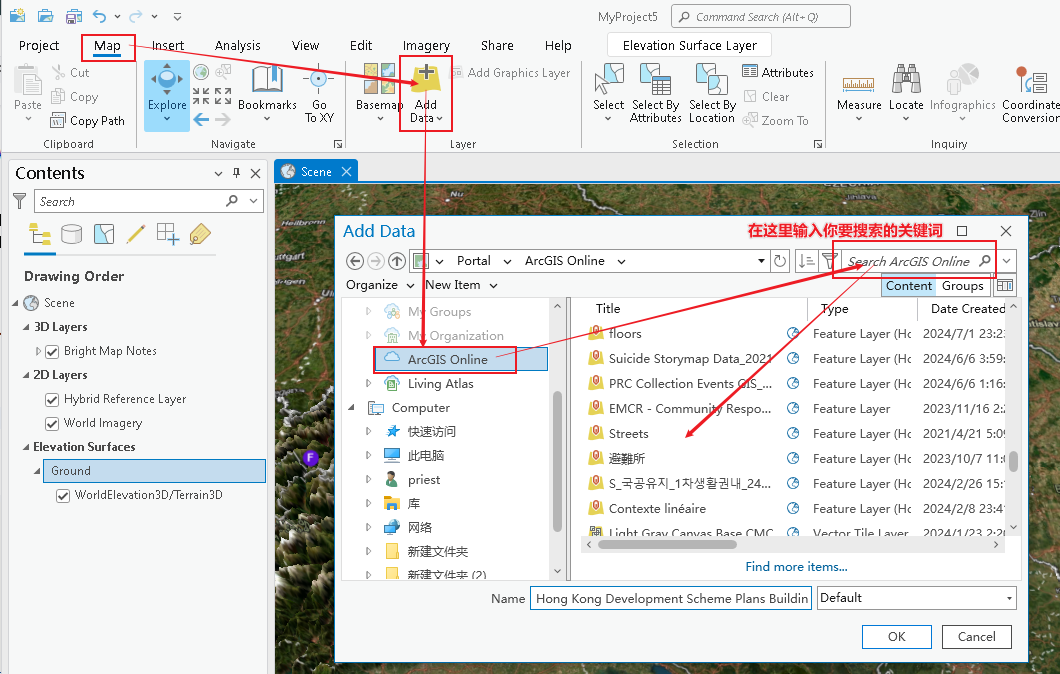 MyProject5
Command Search (Alt+Q)
Project
Map
Insert
Analysis
View
Edit
Imagery
Share
Help
Elevation Surface Layer
Paste
Cut
Copy
Copy Path
Clipboard
Explore
Bookmarks
Go
To XY
Navigate
Basemap
Add
Data
Add Graphics Layer
Layer
Select
Select By
Attributes
Select By
Location
Attributes
Clear
Zoom To
Selection
Measure
Locate
Infographics
Coordinate
Conversion
Inquiry
Contents
Search
Drawing Order
Scene
3D Layers
Bright Map Notes
2D Layers
Hybrid Reference Layer
World Imagery
Elevation Surfaces
Ground
WorldElevation3D/Terrain3D
Scene
Heilbronn
Nu
Jihlava
F
Add Data
在这里输入你要搜索的关键词
Portal
ArcGIS Online
Search ArcGIS Online
Organize
New Item
Content
Groups
My Groups
My Organization
ArcGIS Online
Living Atlas
Computer
快速访问
此电脑
priest
库
网络
新建文件夹
新建文件夹 (2)
Title
Type
Date Created
floors
Feature Layer (Hc
2024/7/1 23:2
Suicide Storymap Data_2021
Feature Layer (Hc
2024/6/6 3:59:
PRC Collection Events GIS_...
Feature Layer (Hc
2024/6/6 1:16:
EMCR - Community Respo...
Feature Layer
2023/11/16 2:
Streets
Feature Layer (Hc
2021/4/21 5:09
避難所
Feature Layer (Hc
2023/10/7 11:
S_국공유지_1차생활권내_24...
Feature Layer (Hc
2024/2/26 15:
Contexte linéaire
Feature Layer (Hc
2024/2/8 23:4
Light Gray Canvas Base CMC
Vector Tile Layer
2024/1/23 2:20
Find more items...
Name
Hong Kong Development Scheme Plans Buildin
Default
OK
Cancel